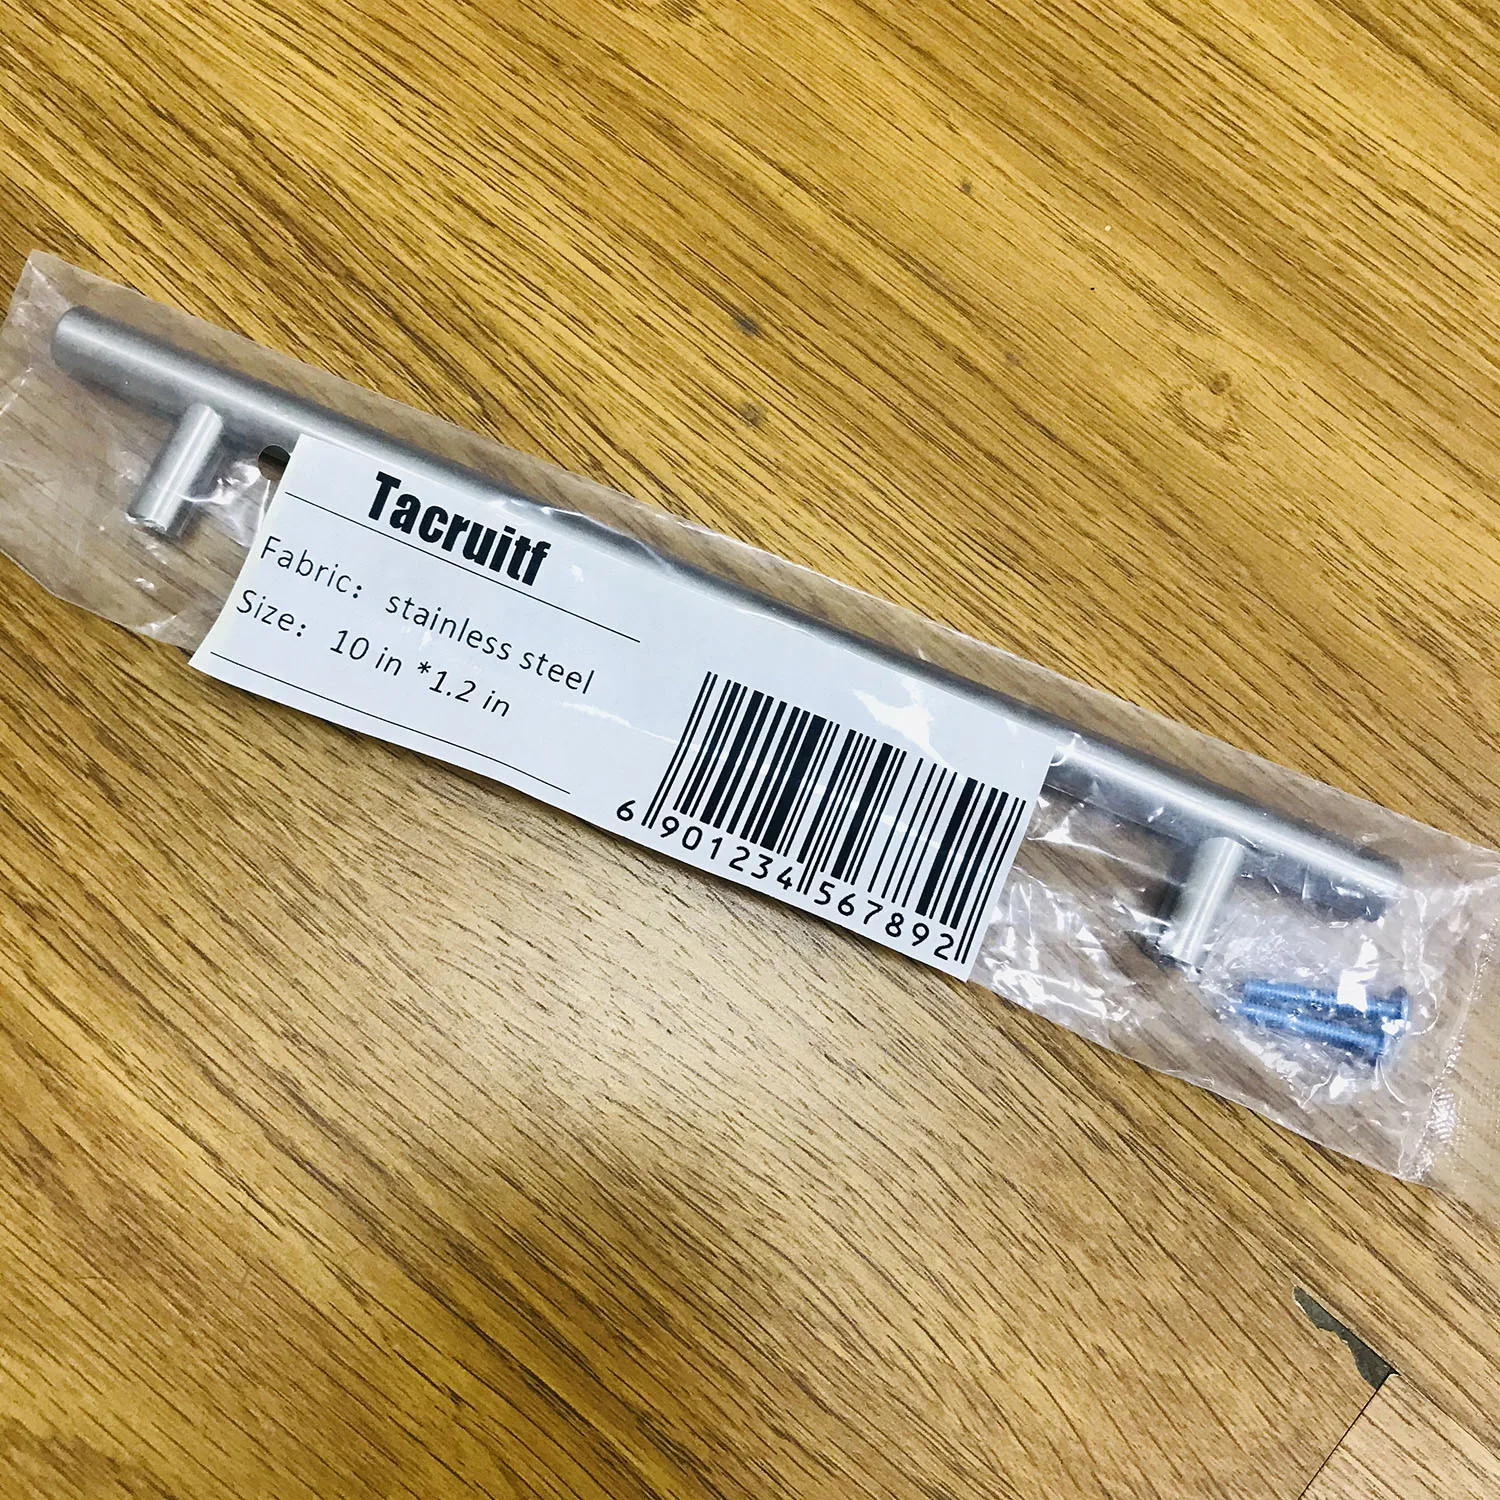 Tacruitf
Fabric: stainless steel
Size: 10 in *1.2 in
6 901234 567892